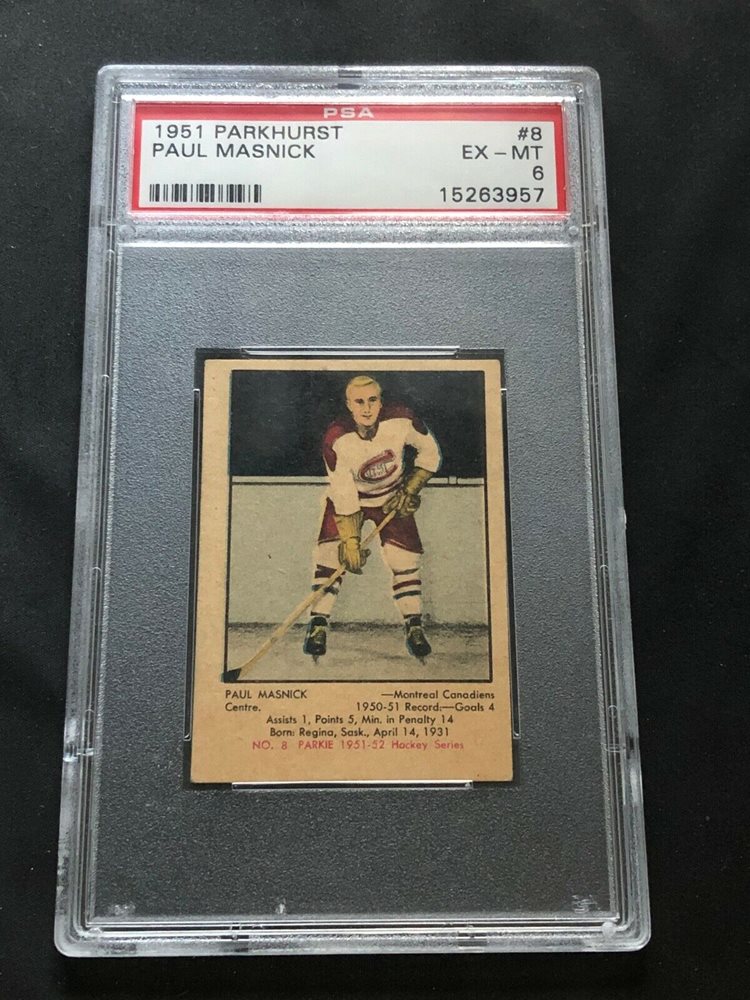 PSA
1951 PARKHURST #8
PAUL MASNICK EX - MT
6
15263957
C
PAUL MASNICK —Montreal Canadiens
Centre. 1950-51 Record:—Goals 4
Assists 1, Points 5, Min. in Penalty 14
Born: Regina, Sask., April 14, 1931
NO. 8 PARKIE 1951-52 Hockey Series